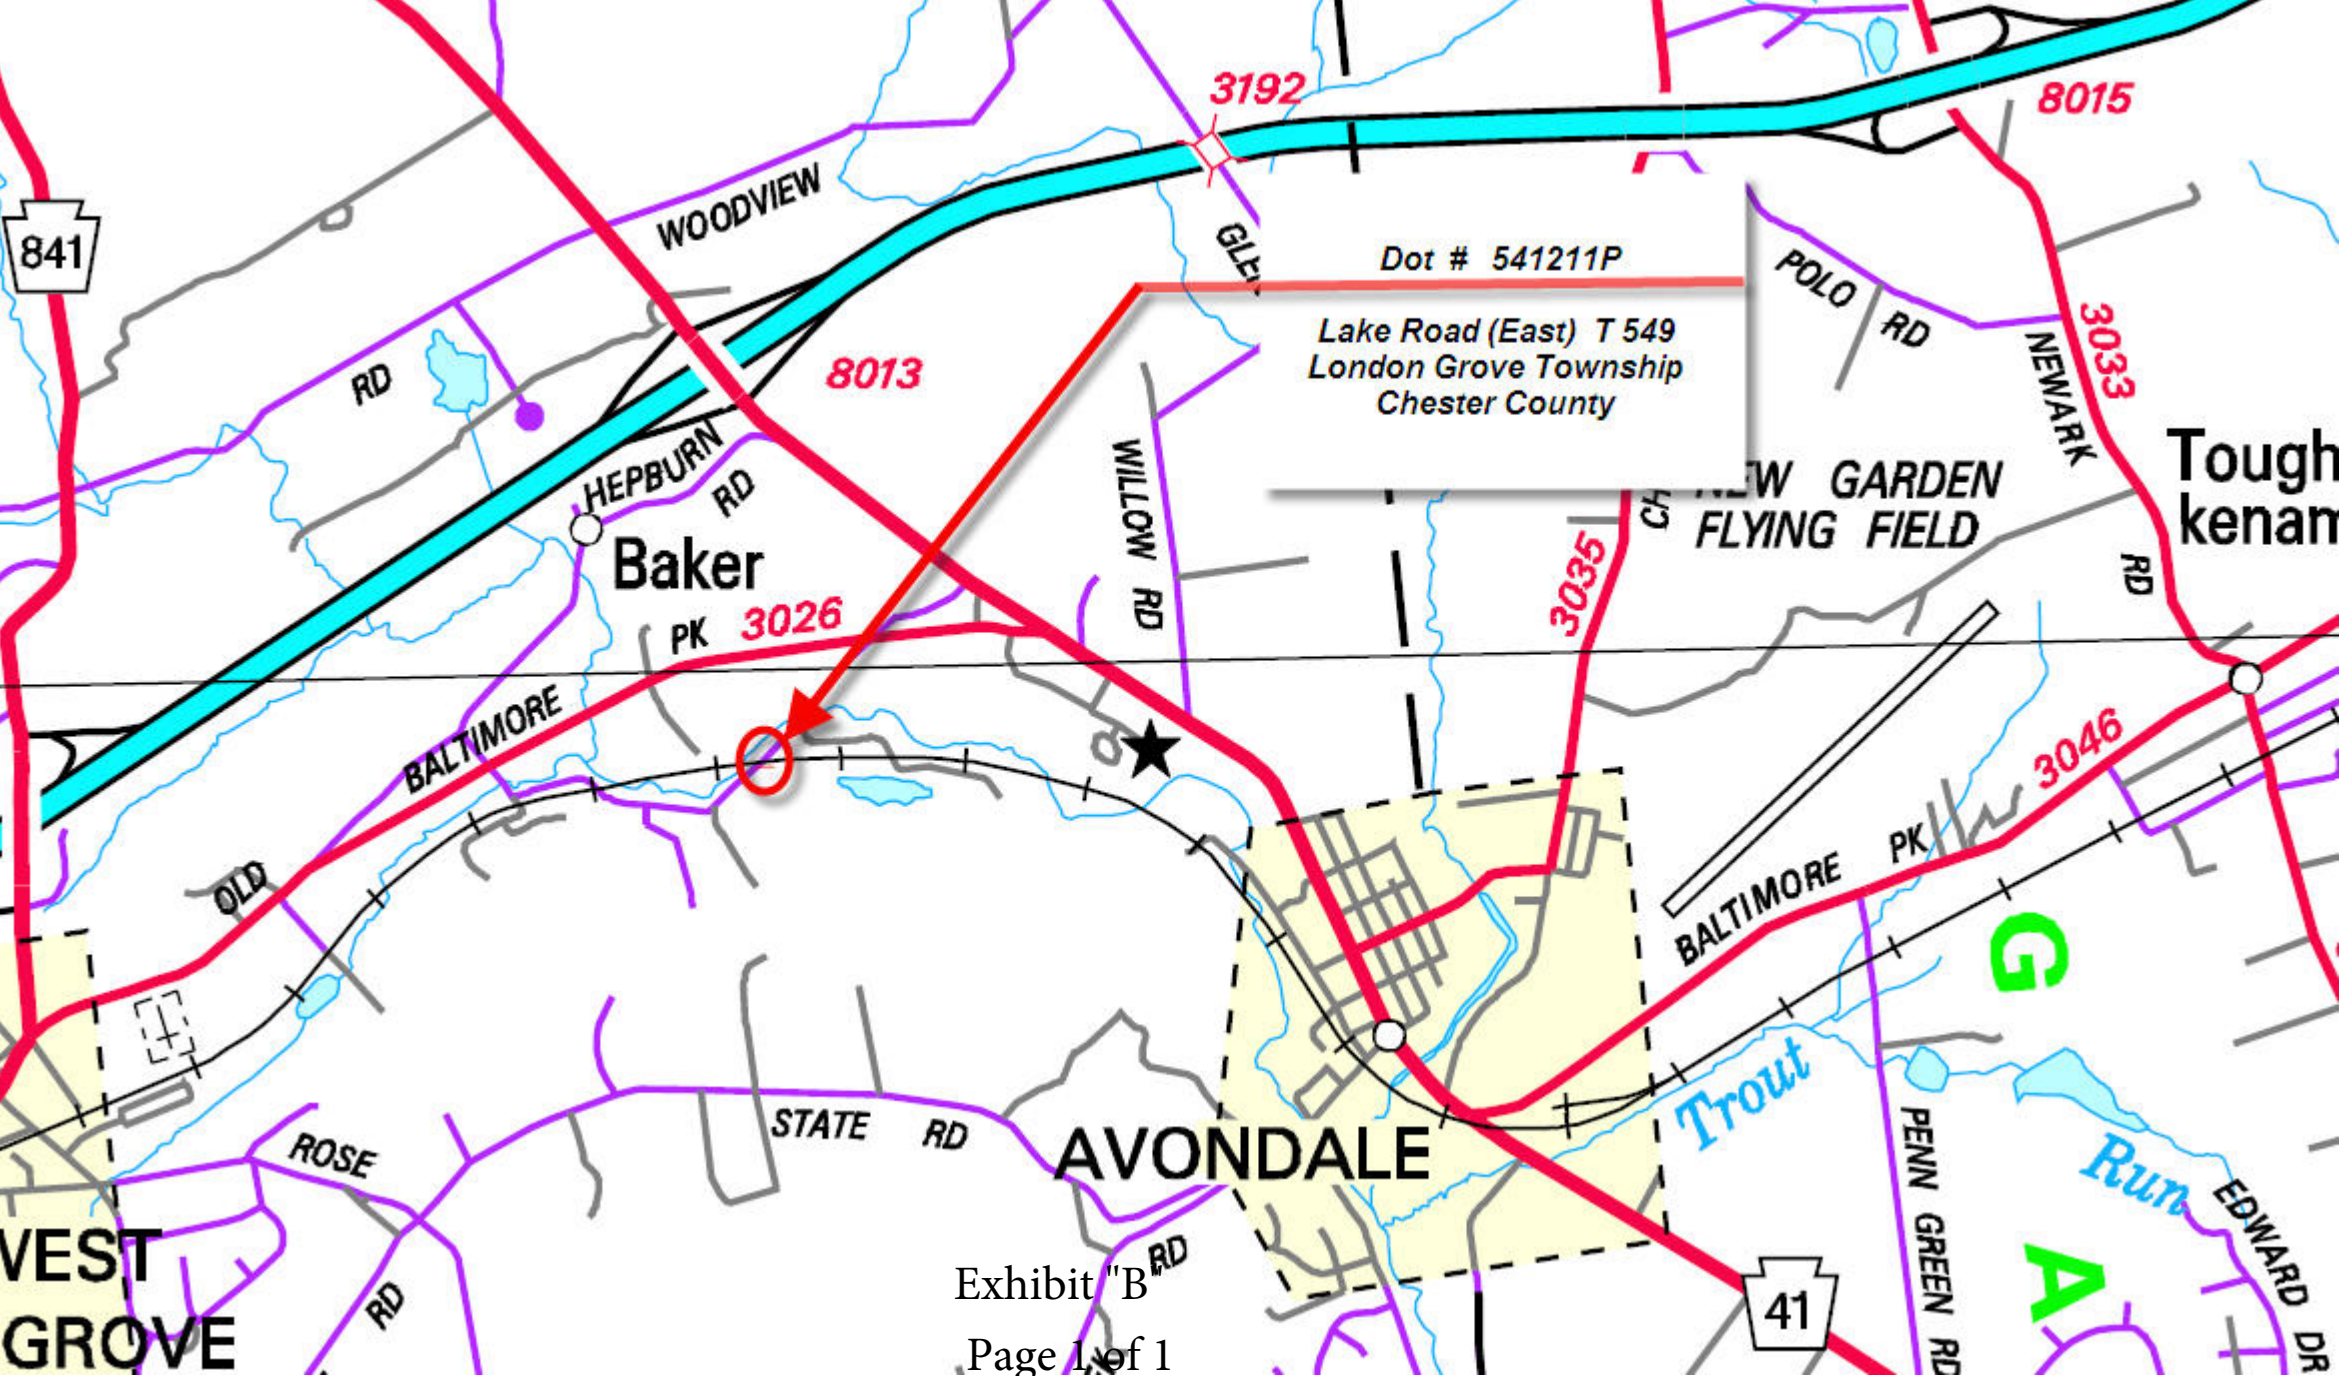 3192
8015
WOODVIEW
841
Dot # 541211P
POLO
RD
3033
Lake Road (East) T 549
London Grove Township
Chester County
8013
RD
NEWARK
RD
HEPBURN
RD
WILLOW RD
EW GARDEN
FLYING FIELD
Tough
kenam
Baker
PK 3026
3035
BALTIMORE
OLD
3046
BALTIMORE PK
G
A
STATE RD
ROSE
RD
AVONDALE
Trout
Run
PENN GREEN RD
EDWARD DR
WEST
GROVE
RD
41
Exhibit "B"
Page 1 of 1